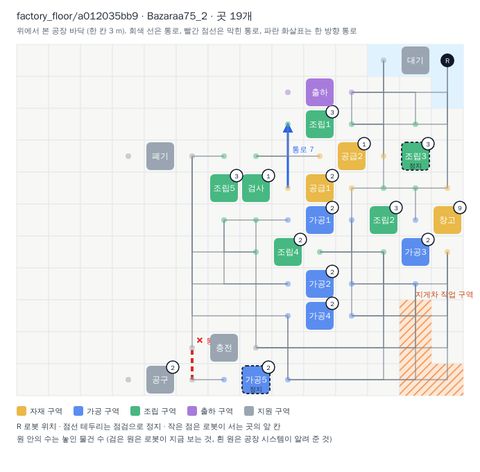 factory_floor/a012035bb9 · Bazaraa75_2 · 곳 19개
위에서 본 공장 바닥 (한 칸 3 m). 회색 선은 통로, 빨간 점선은 막힌 통로, 파란 화살표는 한 방향 통로
대기
R
출하
조립1
3
통로 7
폐기
공급2
1
조립3
3
정지
조립5
3
검사
1
공급1
2
가공1
2
조립2
3
창고
9
조립4
2
가공3
2
가공2
2
지게차 작업 구역
가공4
2
✕
충전
공구
2
가공5
2
정지
자재 구역
가공 구역
조립 구역
출하 구역
지원 구역
R 로봇 위치 · 점선 테두리는 점검으로 정지 · 작은 점은 로봇이 서는 곳의 앞 칸
원 안의 수는 놓인 물건 수 (검은 원은 로봇이 지금 보는 것, 흰 원은 공장 시스템이 알려 준 것)